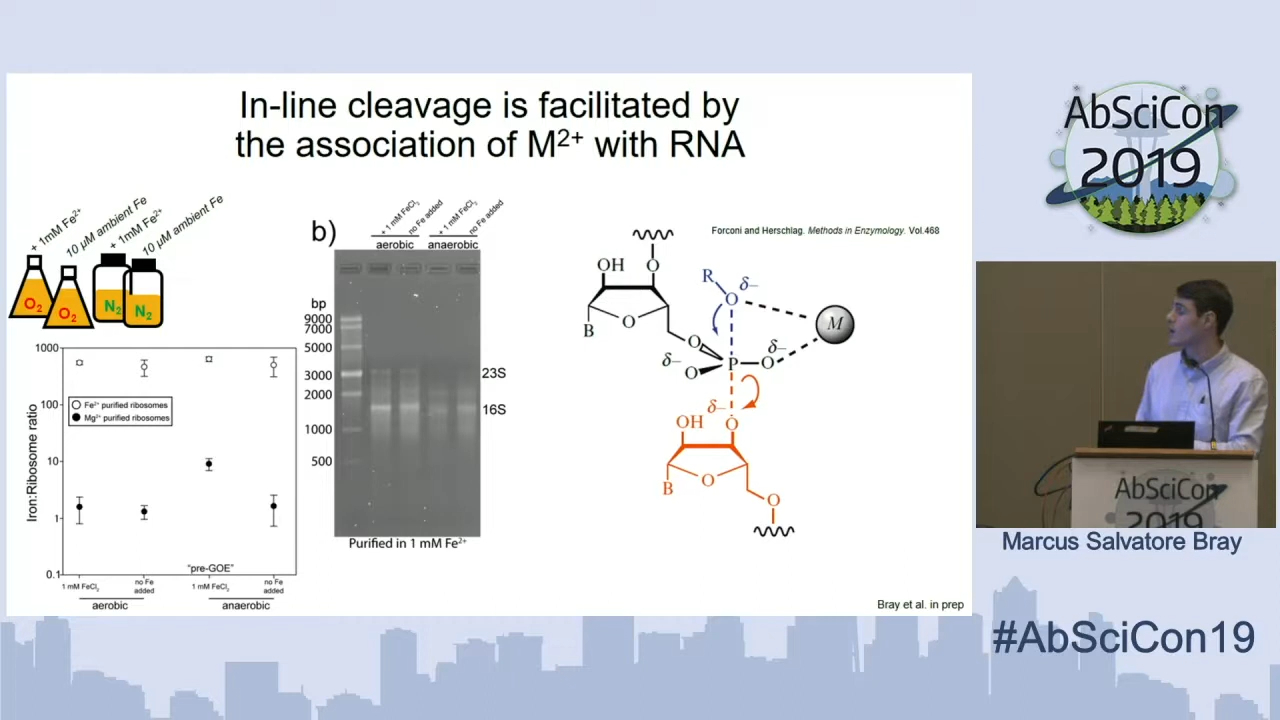 In-line cleavage is facilitated by
the association of M²⁺ with RNA
+ 1mM Fe²⁺
10 µM ambient Fe
+ 1mM Fe²⁺
10 µM ambient Fe
O₂
O₂
N₂
N₂
1000
100
10
1
0.1
Iron:Ribosome ratio
Fe²⁺ purified ribosomes
Mg²⁺ purified ribosomes
"pre-GOE"
1 mM FeCl₂
no Fe
added
1 mM FeCl₂
no Fe
added
aerobic
anaerobic
b)
+ 1 mM FeCl₂
no Fe added
+ 1 mM FeCl₂
no Fe added
aerobic
anaerobic
bp
9000
7000
5000
3000
2000
1000
500
23S
16S
Purified in 1 mM Fe²⁺
Forconi and Herschlag. Methods in Enzymology. Vol.468
OH
O
R
δ–
O
M
B
O
O
δ–
O
P
O
δ–
δ–
OH
O
B
O
O
Bray et al. in prep
AbSciCon
2019
AbSciCon
2019
Marcus Salvatore Bray
#AbSciCon19